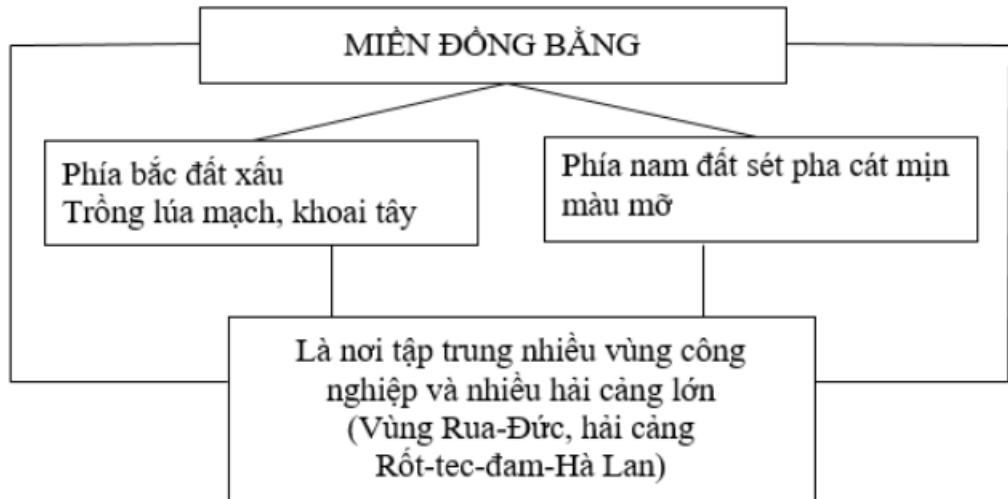 MIỀN ĐỒNG BẰNG
Phía bắc đất xấu
Trồng lúa mạch, khoai tây
Phía nam đất sét pha cát mịn
màu mỡ
Là nơi tập trung nhiều vùng công
nghiệp và nhiều hải cảng lớn
(Vùng Rua-Đức, hải cảng
Rốt-tec-đam-Hà Lan)